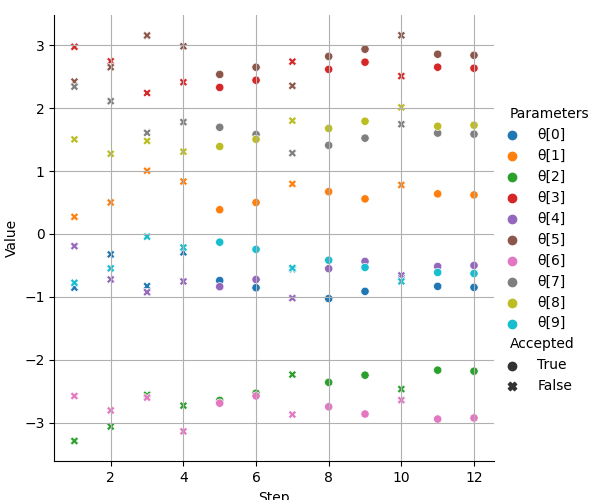 3
2
1
0
−1
−2
−3
Value
2
4
6
8
10
12
Step
Parameters
θ[0]
θ[1]
θ[2]
θ[3]
θ[4]
θ[5]
θ[6]
θ[7]
θ[8]
θ[9]
Accepted
True
False